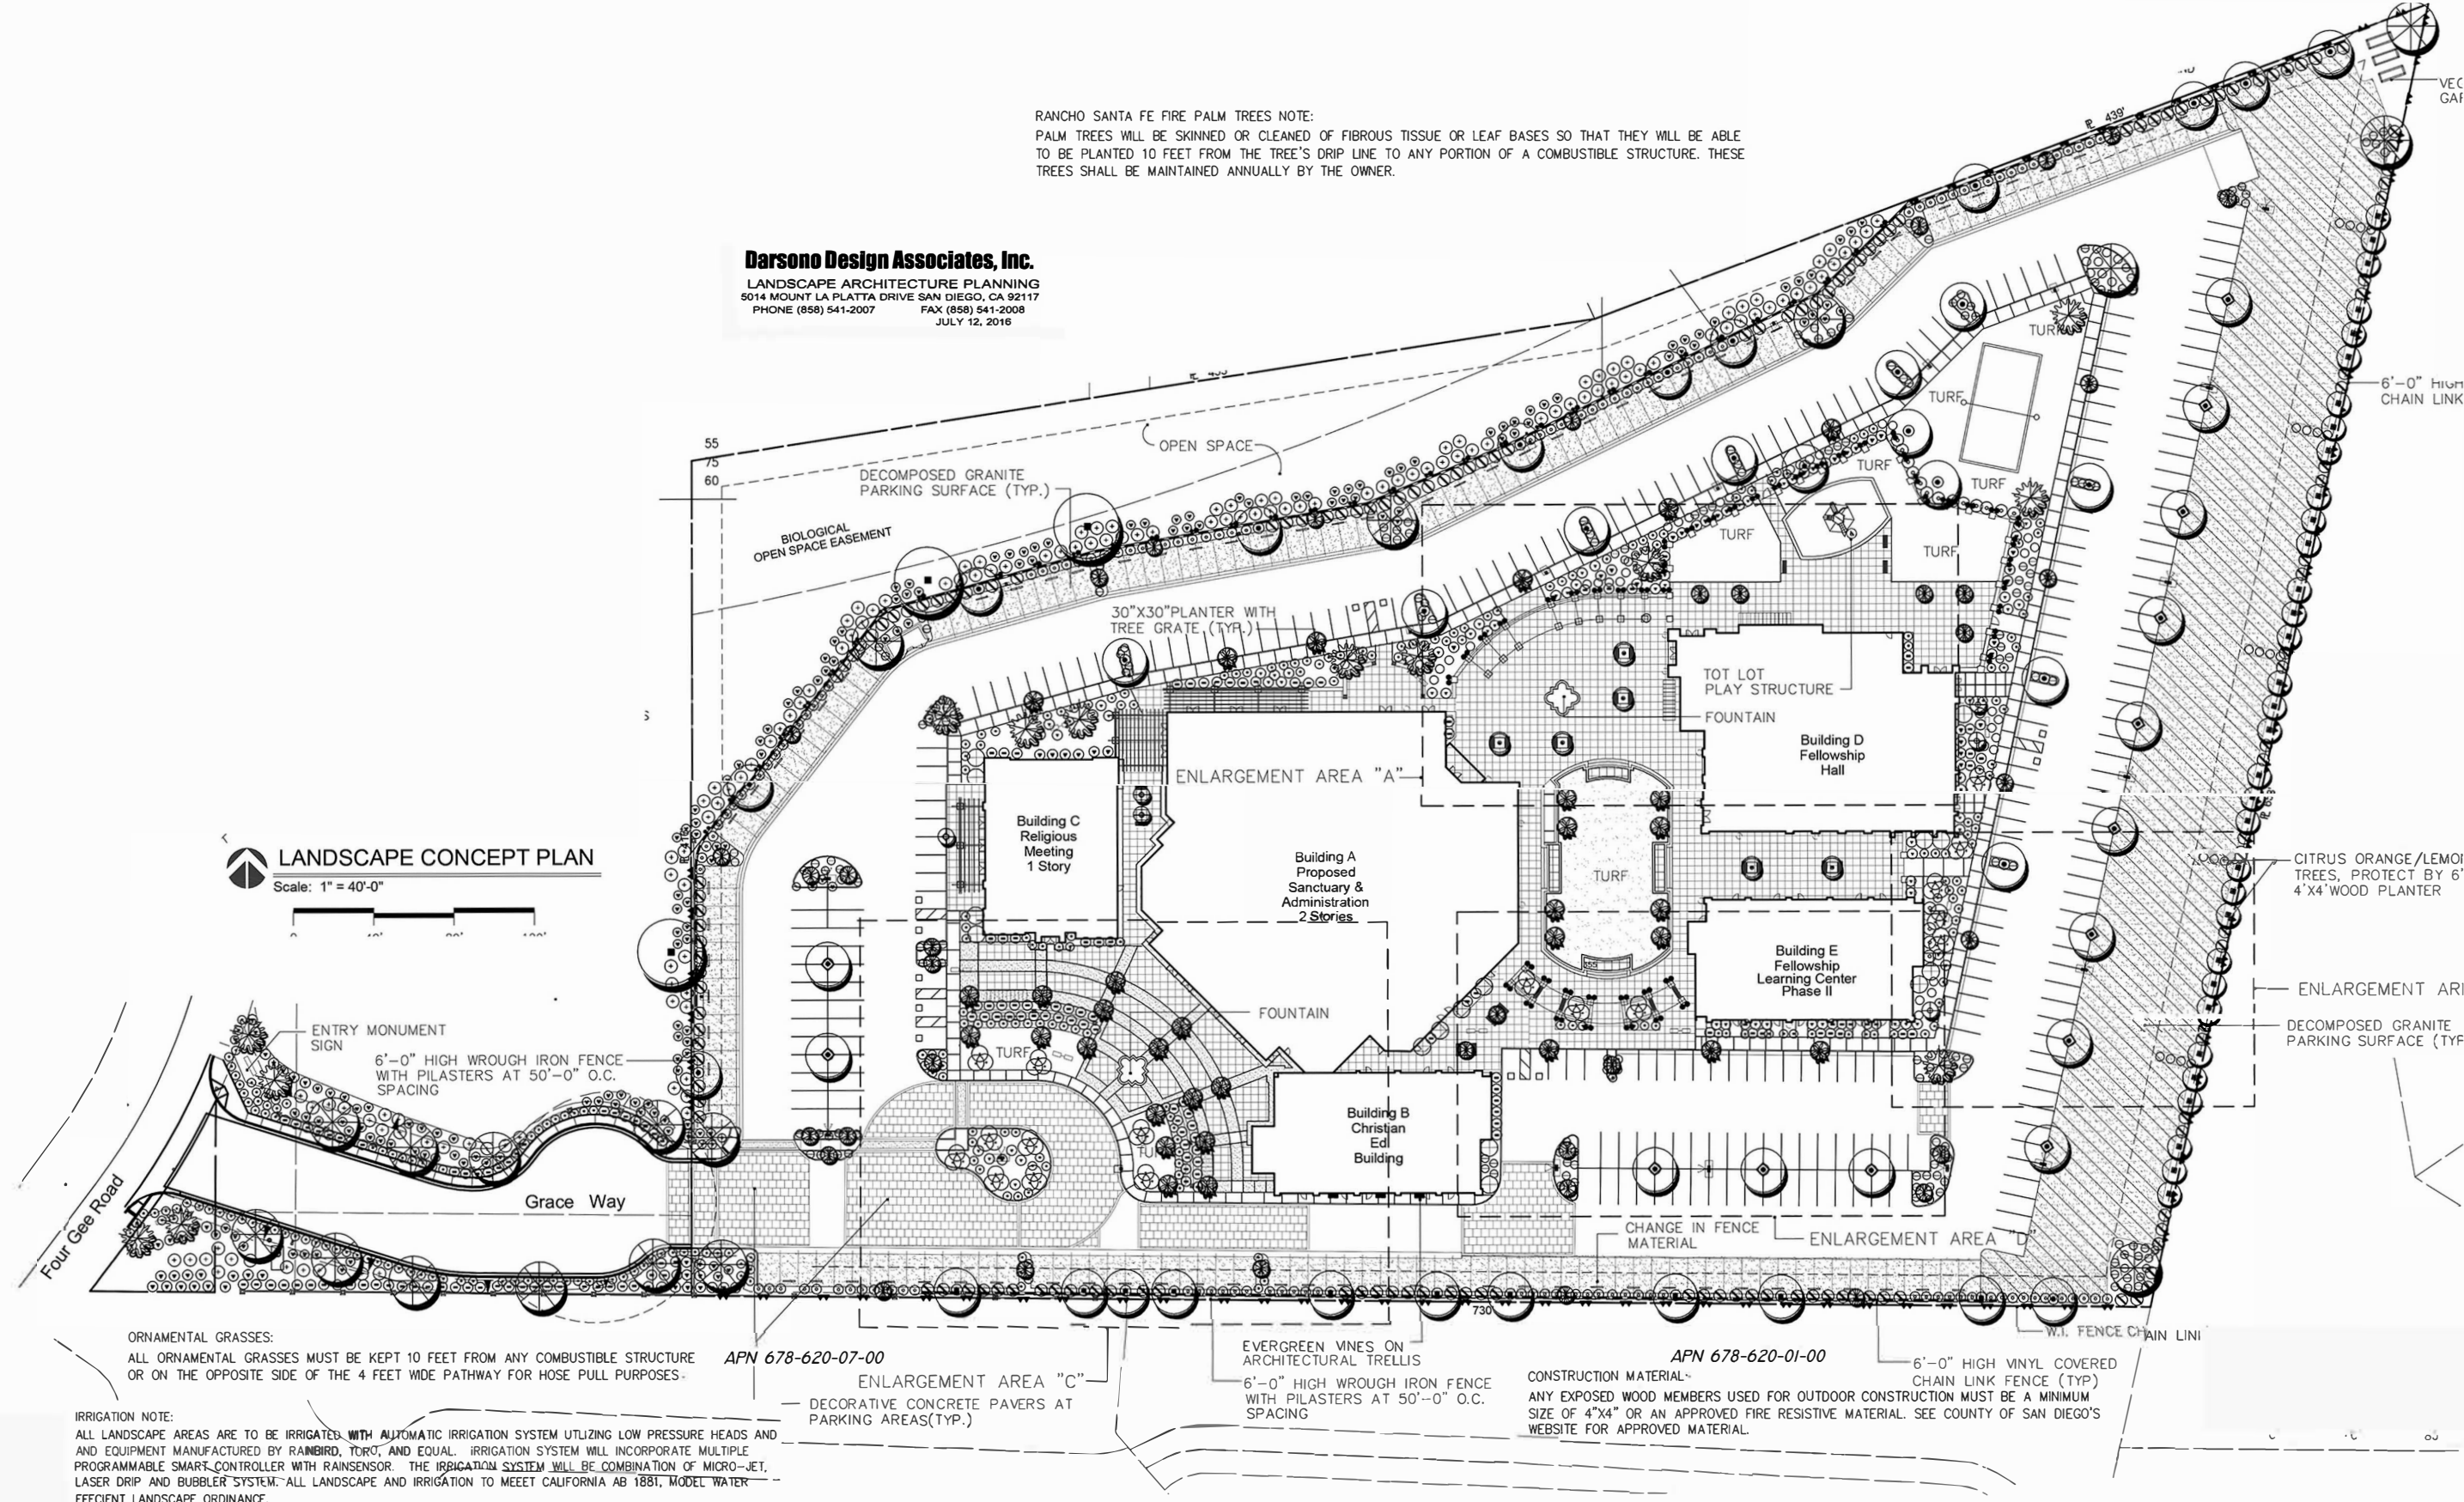 RANCHO SANTA FE FIRE PALM TREES NOTE:
PALM TREES WILL BE SKINNED OR CLEANED OF FIBROUS TISSUE OR LEAF BASES SO THAT THEY WILL BE ABLE
TO BE PLANTED 10 FEET FROM THE TREE'S DRIP LINE TO ANY PORTION OF A COMBUSTIBLE STRUCTURE. THESE
TREES SHALL BE MAINTAINED ANNUALLY BY THE OWNER.
439'
Darsono Design Associates, Inc.
LANDSCAPE ARCHITECTURE PLANNING
5014 MOUNT LA PLATTA DRIVE SAN DIEGO, CA 92117
PHONE (858) 541-2007 FAX (858) 541-2008
JULY 12, 2016
6'-0" HIGH
CHAIN LINK
55
75
60
OPEN SPACE
DECOMPOSED GRANITE
PARKING SURFACE (TYP.)
BIOLOGICAL
OPEN SPACE EASEMENT
TURF
TURF
TURF
TURF
TURF
TURF
30"X30"PLANTER WITH
TREE GRATE (TYP.)
TOT LOT
PLAY STRUCTURE
FOUNTAIN
Building D
Fellowship
Hall
ENLARGEMENT AREA "A"
Building C
Religious
Meeting
1 Story
Building A
Proposed
Sanctuary &
Administration
2 Stories
TURF
Building E
Fellowship
Learning Center
Phase II
LANDSCAPE CONCEPT PLAN
Scale: 1" = 40'-0"
CITRUS ORANGE/LEMO
TREES, PROTECT BY 6'
4'X4'WOOD PLANTER
ENLARGEMENT AR
DECOMPOSED GRANITE
PARKING SURFACE (TYP
FOUNTAIN
TURF
ENTRY MONUMENT
SIGN
6'-0" HIGH WROUGH IRON FENCE
WITH PILASTERS AT 50'-0" O.C.
SPACING
Building B
Christian
Ed
Building
Four Gee Road
Grace Way
CHANGE IN FENCE
MATERIAL
ENLARGEMENT AREA "D"
730'
W.I. FENCE CHAIN LINI
ORNAMENTAL GRASSES:
ALL ORNAMENTAL GRASSES MUST BE KEPT 10 FEET FROM ANY COMBUSTIBLE STRUCTURE
OR ON THE OPPOSITE SIDE OF THE 4 FEET WIDE PATHWAY FOR HOSE PULL PURPOSES
APN 678-620-07-00
ENLARGEMENT AREA "C"
DECORATIVE CONCRETE PAVERS AT
PARKING AREAS(TYP.)
EVERGREEN VINES ON
ARCHITECTURAL TRELLIS
6'-0" HIGH WROUGH IRON FENCE
WITH PILASTERS AT 50'-0" O.C.
SPACING
APN 678-620-01-00
6'-0" HIGH VINYL COVERED
CHAIN LINK FENCE (TYP)
CONSTRUCTION MATERIAL:
ANY EXPOSED WOOD MEMBERS USED FOR OUTDOOR CONSTRUCTION MUST BE A MINIMUM
SIZE OF 4"X4" OR AN APPROVED FIRE RESISTIVE MATERIAL. SEE COUNTY OF SAN DIEGO'S
WEBSITE FOR APPROVED MATERIAL.
IRRIGATION NOTE:
ALL LANDSCAPE AREAS ARE TO BE IRRIGATED WITH AUTOMATIC IRRIGATION SYSTEM UTLIZING LOW PRESSURE HEADS AND
AND EQUIPMENT MANUFACTURED BY RAINBIRD, TORO, AND EQUAL. IRRIGATION SYSTEM WILL INCORPORATE MULTIPLE
PROGRAMMABLE SMART CONTROLLER WITH RAINSENSOR. THE IRRIGATION SYSTEM WILL BE COMBINATION OF MICRO-JET,
LASER DRIP AND BUBBLER SYSTEM. ALL LANDSCAPE AND IRRIGATION TO MEEET CALIFORNIA AB 1881, MODEL WATER
EFFCIENT LANDSCAPE ORDINANCE.